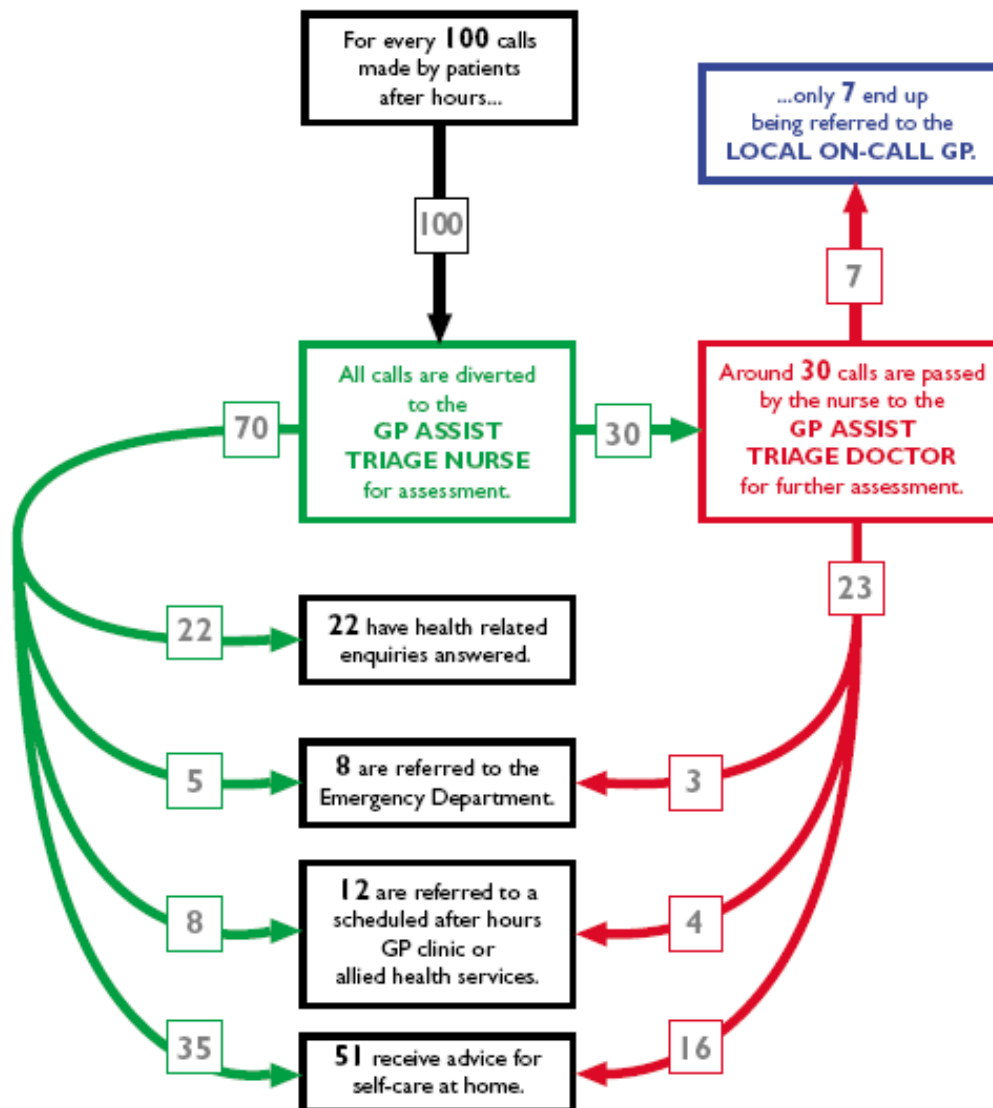 For every 100 calls
made by patients
after hours...
...only 7 end up
being referred to the
LOCAL ON-CALL GP.
100
7
All calls are diverted
to the
GP ASSIST
TRIAGE NURSE
for assessment.
Around 30 calls are passed
by the nurse to the
GP ASSIST
TRIAGE DOCTOR
for further assessment.
70
30
23
22
22 have health related
enquiries answered.
5
8 are referred to the
Emergency Department.
3
8
12 are referred to a
scheduled after hours
GP clinic or
allied health services.
4
35
51 receive advice for
self-care at home.
16